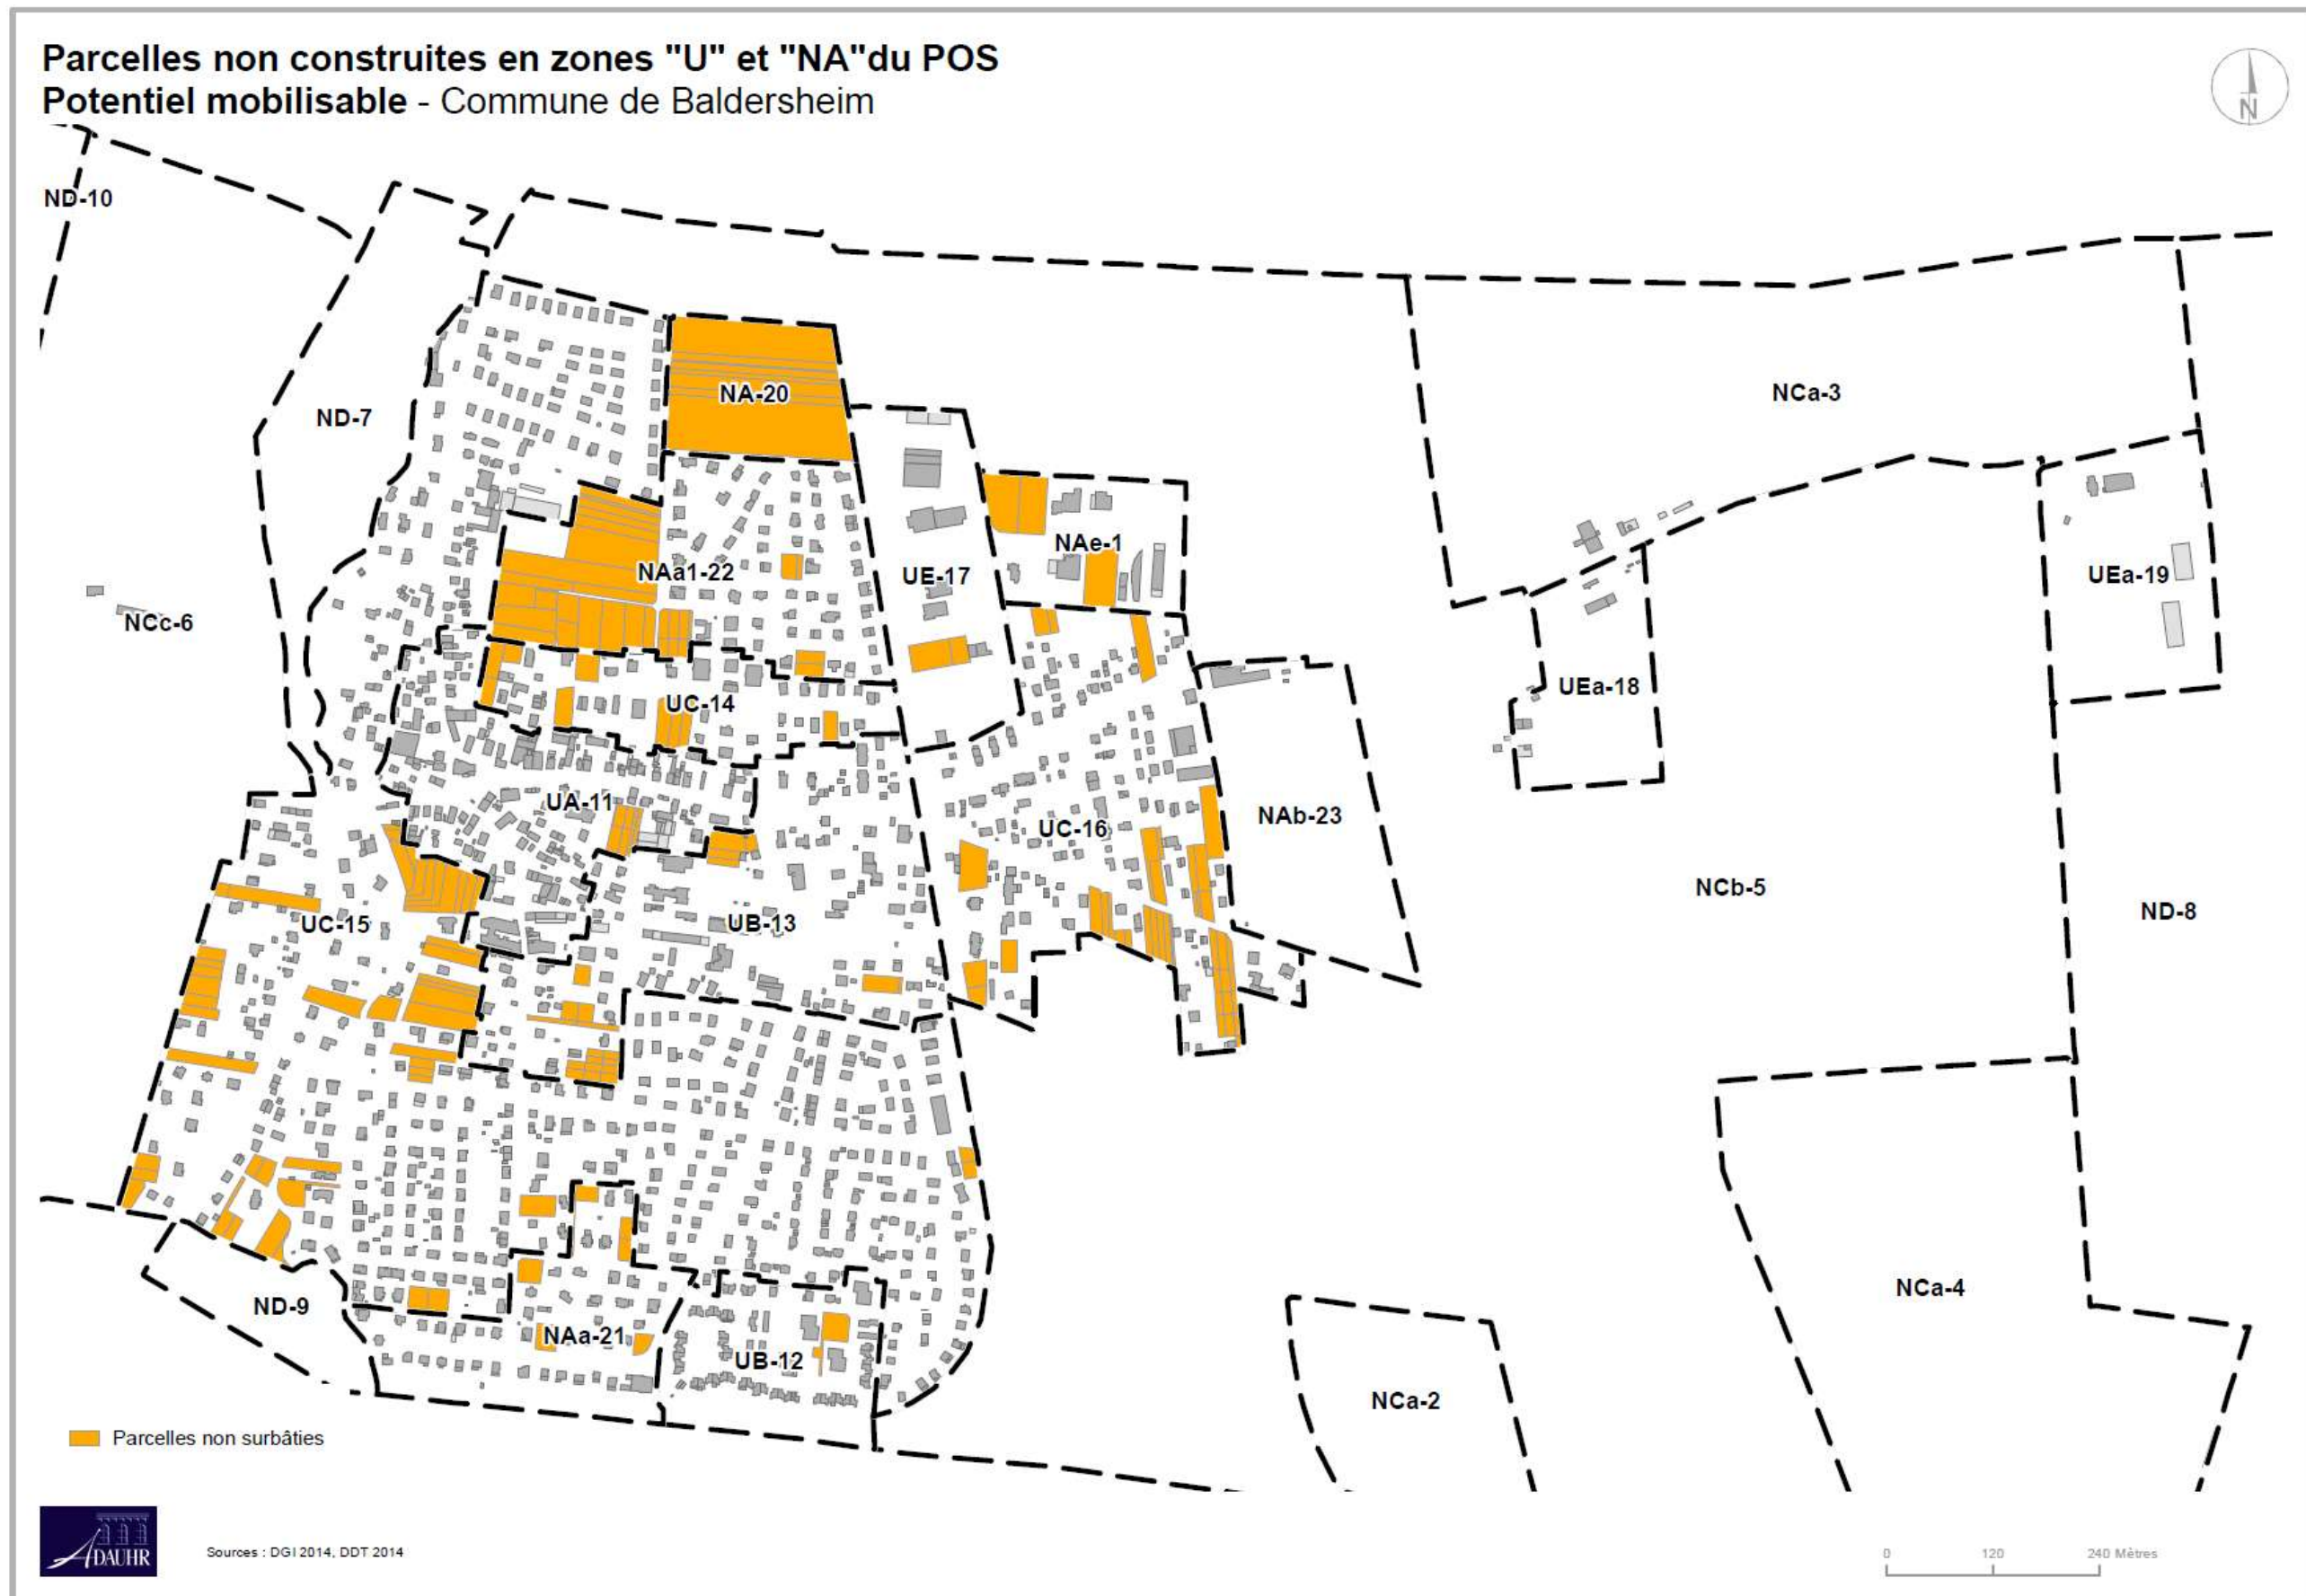 Parcelles non construites en zones "U" et "NA"du POS
Potentiel mobilisable - Commune de Baldersheim
N
ND-10
NCa-3
NA-20
ND-7
NAe-1
NAa1-22
UE-17
UEa-19
NCc-6
UEa-18
UC-14
UA-11
NAb-23
UC-16
NCb-5
ND-8
UC-15
UB-13
NCa-4
ND-9
NAa-21
UB-12
NCa-2
Parcelles non surbâties
ADAUHR
Sources : DGI 2014, DDT 2014
0 120 240 Mètres